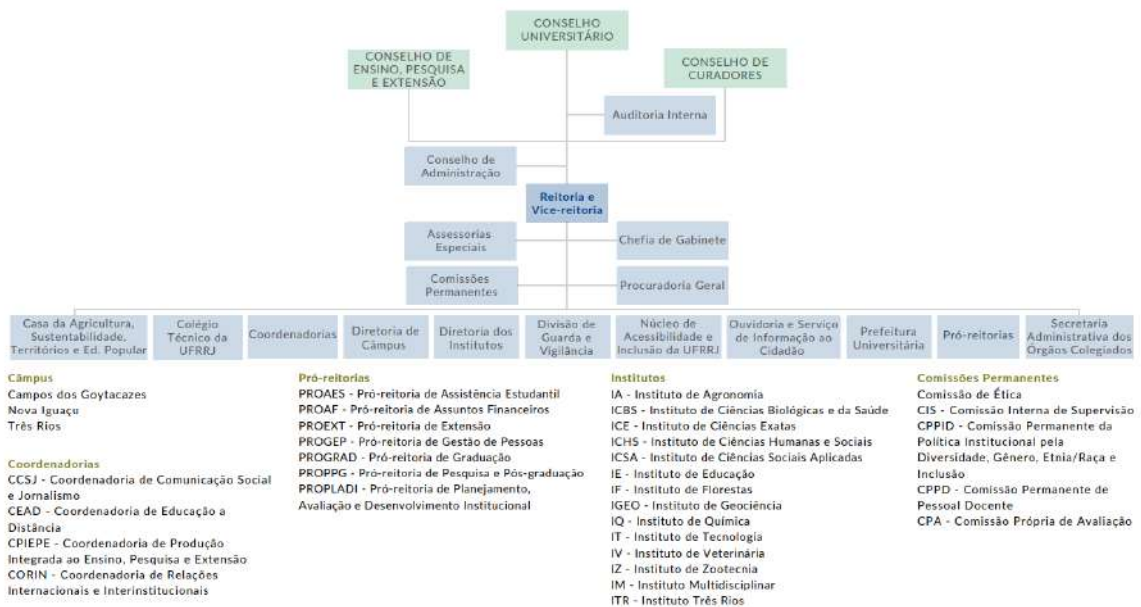 CONSELHO
UNIVERSITÁRIO
CONSELHO DE
ENSINO, PESQUISA
E EXTENSÃO
CONSELHO DE
CURADORES
Auditoria Interna
Conselho de
Administração
Reitoria e
Vice-reitoria
Assessorias
Especiais
Chefia de Gabinete
Comissões
Permanentes
Procuradoria Geral
Casa da Agricultura,
Sustentabilidade,
Territórios e Ed. Popular
Colégio
Técnico da
UFRRJ
Coordenadorias
Diretoria de
Câmpus
Diretoria dos
Institutos
Divisão de
Guarda e
Vigilância
Núcleo de
Acessibilidade e
Inclusão da UFRRJ
Ouvidoria e Serviço
de Informação ao
Cidadão
Prefeitura
Universitária
Pró-reitorias
Secretaria
Administrativa dos
Órgãos Colegiados
Câmpus
Campos dos Goytacazes
Nova Iguaçu
Três Rios
Coordenadorias
CCSJ - Coordenadoria de Comunicação Social
e Jornalismo
CEAD - Coordenadoria de Educação a
Distância
CPIEPE - Coordenadoria de Produção
Integrada ao Ensino, Pesquisa e Extensão
CORIN - Coordenadoria de Relações
Internacionais e Interinstitucionais
Pró-reitorias
PROAES - Pró-reitoria de Assistência Estudantil
PROAF - Pró-reitoria de Assuntos Financeiros
PROEXT - Pró-reitoria de Extensão
PROGEP - Pró-reitoria de Gestão de Pessoas
PROGRAD - Pró-reitoria de Graduação
PROPPG - Pró-reitoria de Pesquisa e Pós-graduação
PROPLADI - Pró-reitoria de Planejamento,
Avaliação e Desenvolvimento Institucional
Institutos
IA - Instituto de Agronomia
ICBS - Instituto de Ciências Biológicas e da Saúde
ICE - Instituto de Ciências Exatas
ICHS - Instituto de Ciências Humanas e Sociais
ICSA - Instituto de Ciências Sociais Aplicadas
IE - Instituto de Educação
IF - Instituto de Florestas
IGEO - Instituto de Geociência
IQ - Instituto de Química
IT - Instituto de Tecnologia
IV - Instituto de Veterinária
IZ - Instituto de Zootecnia
IM - Instituto Multidisciplinar
ITR - Instituto Três Rios
Comissões Permanentes
Comissão de Ética
CIS - Comissão Interna de Supervisão
CPPID - Comissão Permanente da
Política Institucional pela
Diversidade, Gênero, Etnia/Raça e
Inclusão
CPPD - Comissão Permanente de
Pessoal Docente
CPA - Comissão Própria de Avaliação